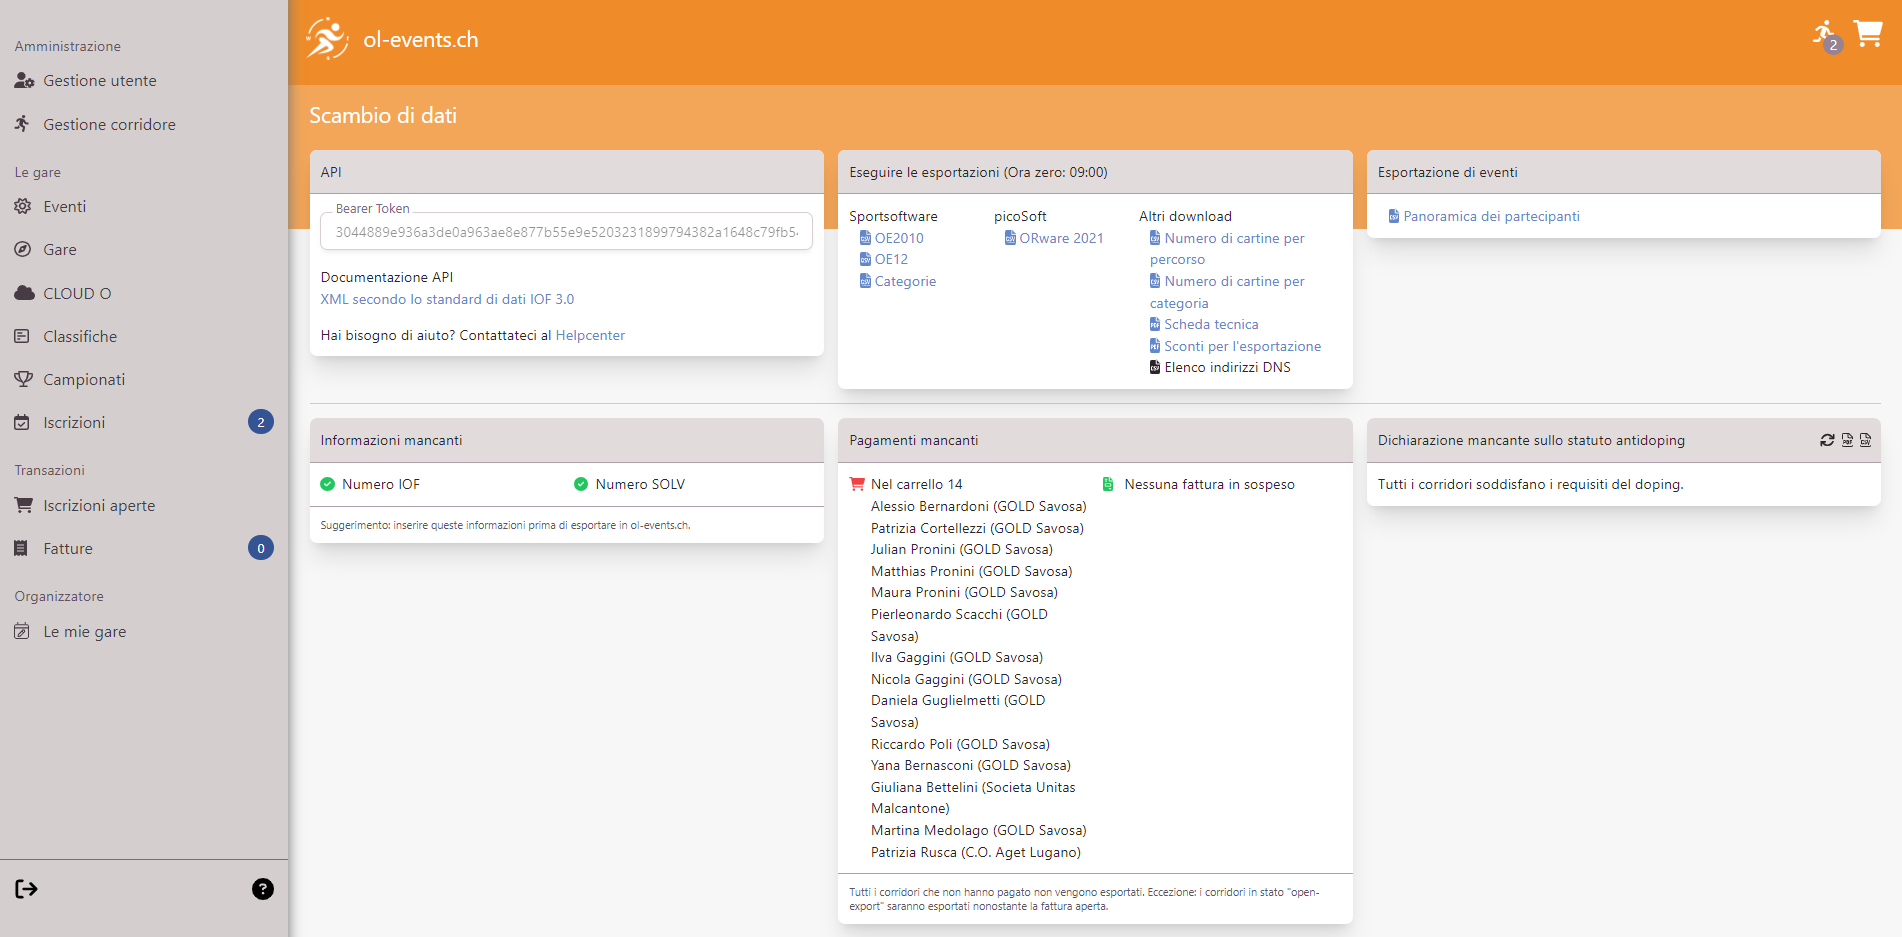 Amministrazione
Gestione utente
Gestione corridore
Le gare
Eventi
Gare
CLOUD O
Classifiche
Campionati
Iscrizioni 2
Transazioni
Iscrizioni aperte
Fatture 0
Organizzatore
Le mie gare
ol-events.ch
2
Scambio di dati
API
Bearer Token
3044889e936a3de0a963ae8e877b55e9e5203231899794382a1648c79fb5
Documentazione API
XML secondo lo standard di dati IOF 3.0
Hai bisogno di aiuto? Contattateci al Helpcenter
Eseguire le esportazioni (Ora zero: 09:00)
Sportsoftware
OE2010
OE12
Categorie
picoSoft
ORware 2021
Altri download
Numero di cartine per
percorso
Numero di cartine per
categoria
Scheda tecnica
Sconti per l'esportazione
Elenco indirizzi DNS
Esportazione di eventi
Panoramica dei partecipanti
Informazioni mancanti
Numero IOF
Numero SOLV
Suggerimento: inserire queste informazioni prima di esportare in ol-events.ch.
Pagamenti mancanti
Nel carrello 14
Alessio Bernardoni (GOLD Savosa)
Patrizia Cortellezzi (GOLD Savosa)
Julian Pronini (GOLD Savosa)
Matthias Pronini (GOLD Savosa)
Maura Pronini (GOLD Savosa)
Pierleonardo Scacchi (GOLD
Savosa)
Ilva Gaggini (GOLD Savosa)
Nicola Gaggini (GOLD Savosa)
Daniela Guglielmetti (GOLD
Savosa)
Riccardo Poli (GOLD Savosa)
Yana Bernasconi (GOLD Savosa)
Giuliana Bettelini (Societa Unitas
Malcantone)
Martina Medolago (GOLD Savosa)
Patrizia Rusca (C.O. Aget Lugano)
Nessuna fattura in sospeso
Tutti i corridori che non hanno pagato non vengono esportati. Eccezione: i corridori in stato "open-
export" saranno esportati nonostante la fattura aperta.
Dichiarazione mancante sullo statuto antidoping
Tutti i corridori soddisfano i requisiti del doping.